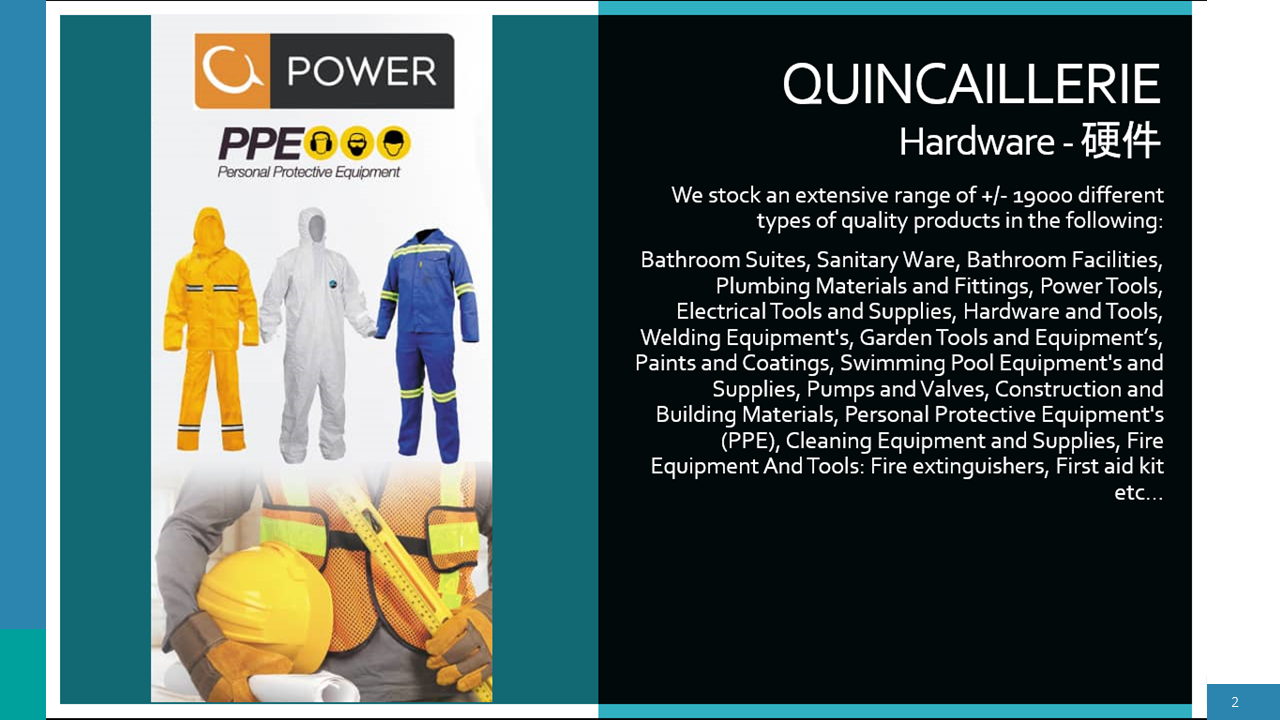 POWER
PPE
Personal Protective Equipment
QUINCAILLERIE
Hardware - 硬件
We stock an extensive range of +/- 19000 different
types of quality products in the following:
Bathroom Suites, Sanitary Ware, Bathroom Facilities,
Plumbing Materials and Fittings, Power Tools,
Electrical Tools and Supplies, Hardware and Tools,
Welding Equipment's, Garden Tools and Equipment’s,
Paints and Coatings, Swimming Pool Equipment's and
Supplies, Pumps and Valves, Construction and
Building Materials, Personal Protective Equipment's
(PPE), Cleaning Equipment and Supplies, Fire
Equipment And Tools: Fire extinguishers, First aid kit
etc...
2